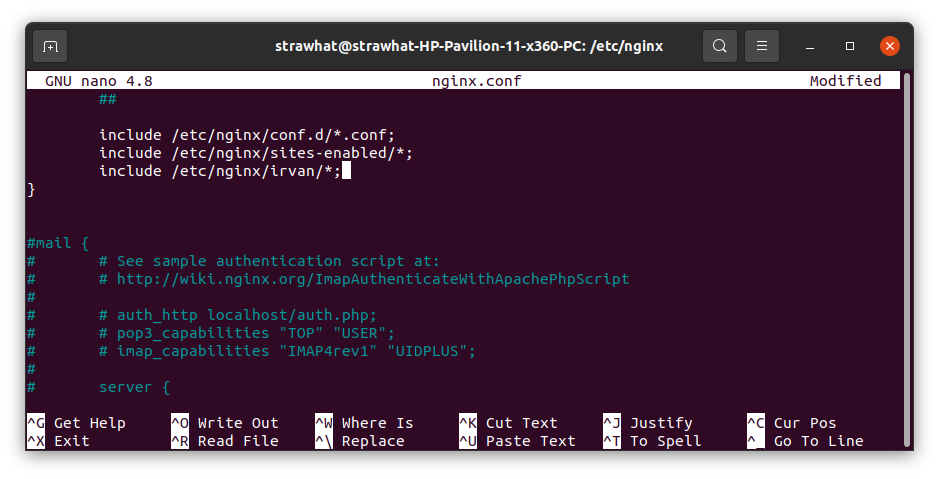 strawhat@strawhat-HP-Pavilion-11-x360-PC: /etc/nginx
GNU nano 4.8 nginx.conf Modified
##
include /etc/nginx/conf.d/*.conf;
include /etc/nginx/sites-enabled/*;
include /etc/nginx/irvan/*;
}
#mail {
# # See sample authentication script at:
# # http://wiki.nginx.org/ImapAuthenticateWithApachePhpScript
#
# # auth_http localhost/auth.php;
# # pop3_capabilities "TOP" "USER";
# # imap_capabilities "IMAP4rev1" "UIDPLUS";
#
# server {
^G Get Help ^O Write Out ^W Where Is ^K Cut Text ^J Justify ^C Cur Pos
^X Exit ^R Read File ^\ Replace ^U Paste Text ^T To Spell ^_ Go To Line